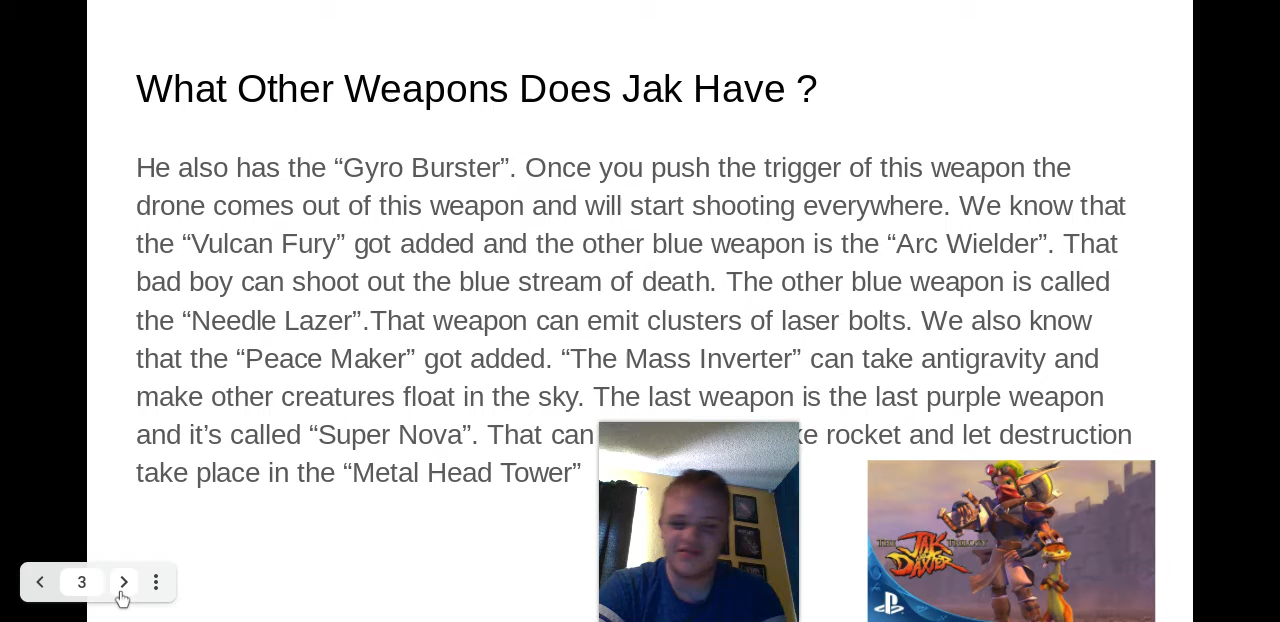 What Other Weapons Does Jak Have ?
He also has the “Gyro Burster”. Once you push the trigger of this weapon the
drone comes out of this weapon and will start shooting everywhere. We know that
the “Vulcan Fury” got added and the other blue weapon is the “Arc Wielder”. That
bad boy can shoot out the blue stream of death. The other blue weapon is called
the “Needle Lazer”.That weapon can emit clusters of laser bolts. We also know
that the “Peace Maker” got added. “The Mass Inverter” can take antigravity and
make other creatures float in the sky. The last weapon is the last purple weapon
and it’s called “Super Nova”. That can rocket and let destruction
take place in the “Metal Head Tower”
THE JAK AND DAXTER TRILOGY
3